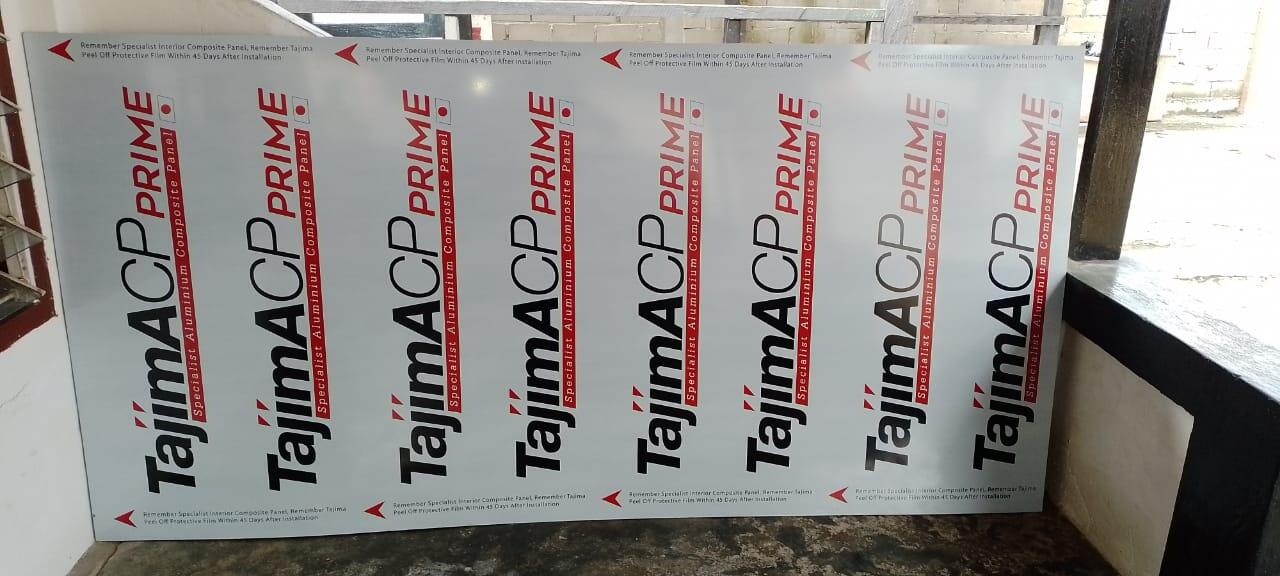 Remember Specialist Interior Composite Panel, Remember Tajima
Peel Off Protective Film Within 45 Days After Installation
Remember Specialist Interior Composite Panel, Remember Tajima
Peel Off Protective Film Within 45 Days After Installation
Remember Specialist Interior Composite Panel, Remember Tajima
Peel Off Protective Film Within 45 Days After Installation
Remember Specialist Interior Composite Panel, Remember Tajima
Peel Off Protective Film Within 45 Days After Installation
TajimACP PRIME
Specialist Aluminium Composite Panel
TajimACP PRIME
Specialist Aluminium Composite Panel
TajimACP PRIME
Specialist Aluminium Composite Panel
TajimACP PRIME
Specialist Aluminium Composite Panel
TajimACP PRIME
Specialist Aluminium Composite Panel
TajimACP PRIME
Specialist Aluminium Composite Panel
TajimACP PRIME
Specialist Aluminium Composite Panel
TajimACP PRIME
Specialist Aluminium Composite Panel
Remember Specialist Interior Composite Panel, Remember Tajima
Peel Off Protective Film Within 45 Days After Installation
Remember Specialist Interior Composite Panel, Remember Tajima
Peel Off Protective Film Within 45 Days After Installation
Remember Specialist Interior Composite Panel, Remember Tajima
Peel Off Protective Film Within 45 Days After Installation
Remember Specialist Interior Composite Panel, Remember Tajima
Peel Off Protective Film Within 45 Days After Installation